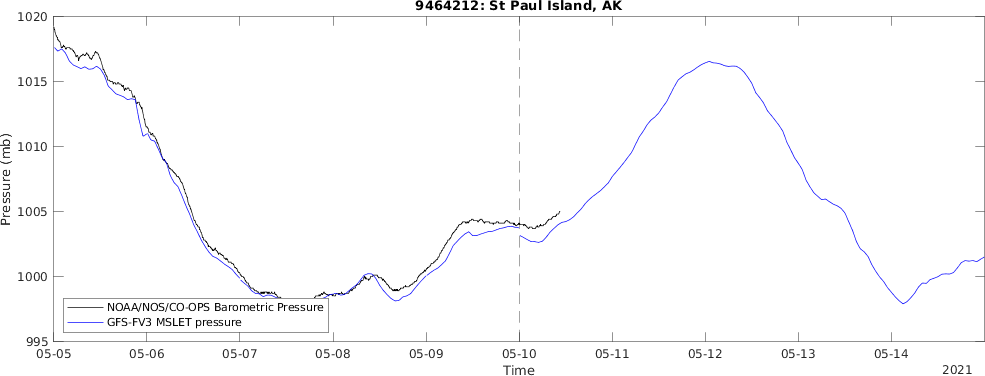 9464212: St Paul Island, AK
1020
1015
1010
1005
1000
995
Pressure (mb)
NOAA/NOS/CO-OPS Barometric Pressure
GFS-FV3 MSLET pressure
05-05 05-06 05-07 05-08 05-09 05-10 05-11 05-12 05-13 05-14
Time
2021